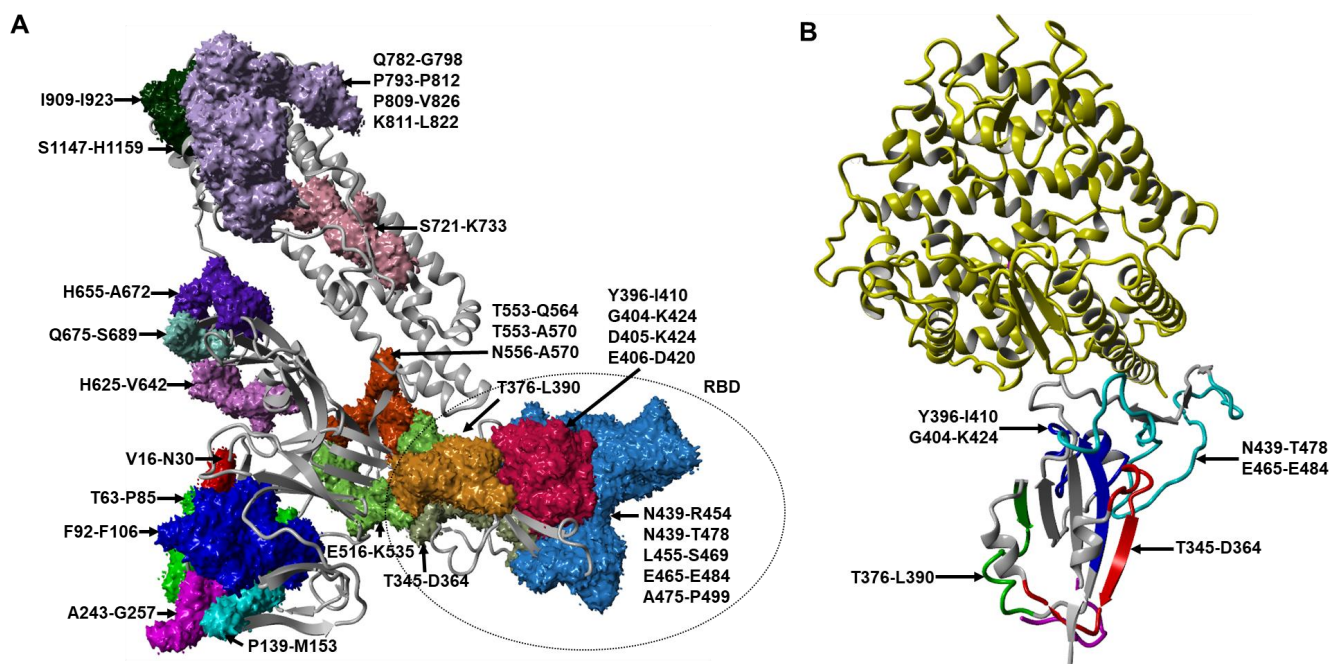 A
Q782-G798
P793-P812
P809-V826
K811-L822
I909-I923
S1147-H1159
S721-K733
H655-A672
Q675-S689
H625-V642
T553-Q564
T553-A570
N556-A570
Y396-I410
G404-K424
D405-K424
E406-D420
T376-L390
RBD
V16-N30
T63-P85
F92-F106
E516-K535
T345-D364
N439-R454
N439-T478
L455-S469
E465-E484
A475-P499
A243-G257
P139-M153
B
Y396-I410
G404-K424
N439-T478
E465-E484
T345-D364
T376-L390